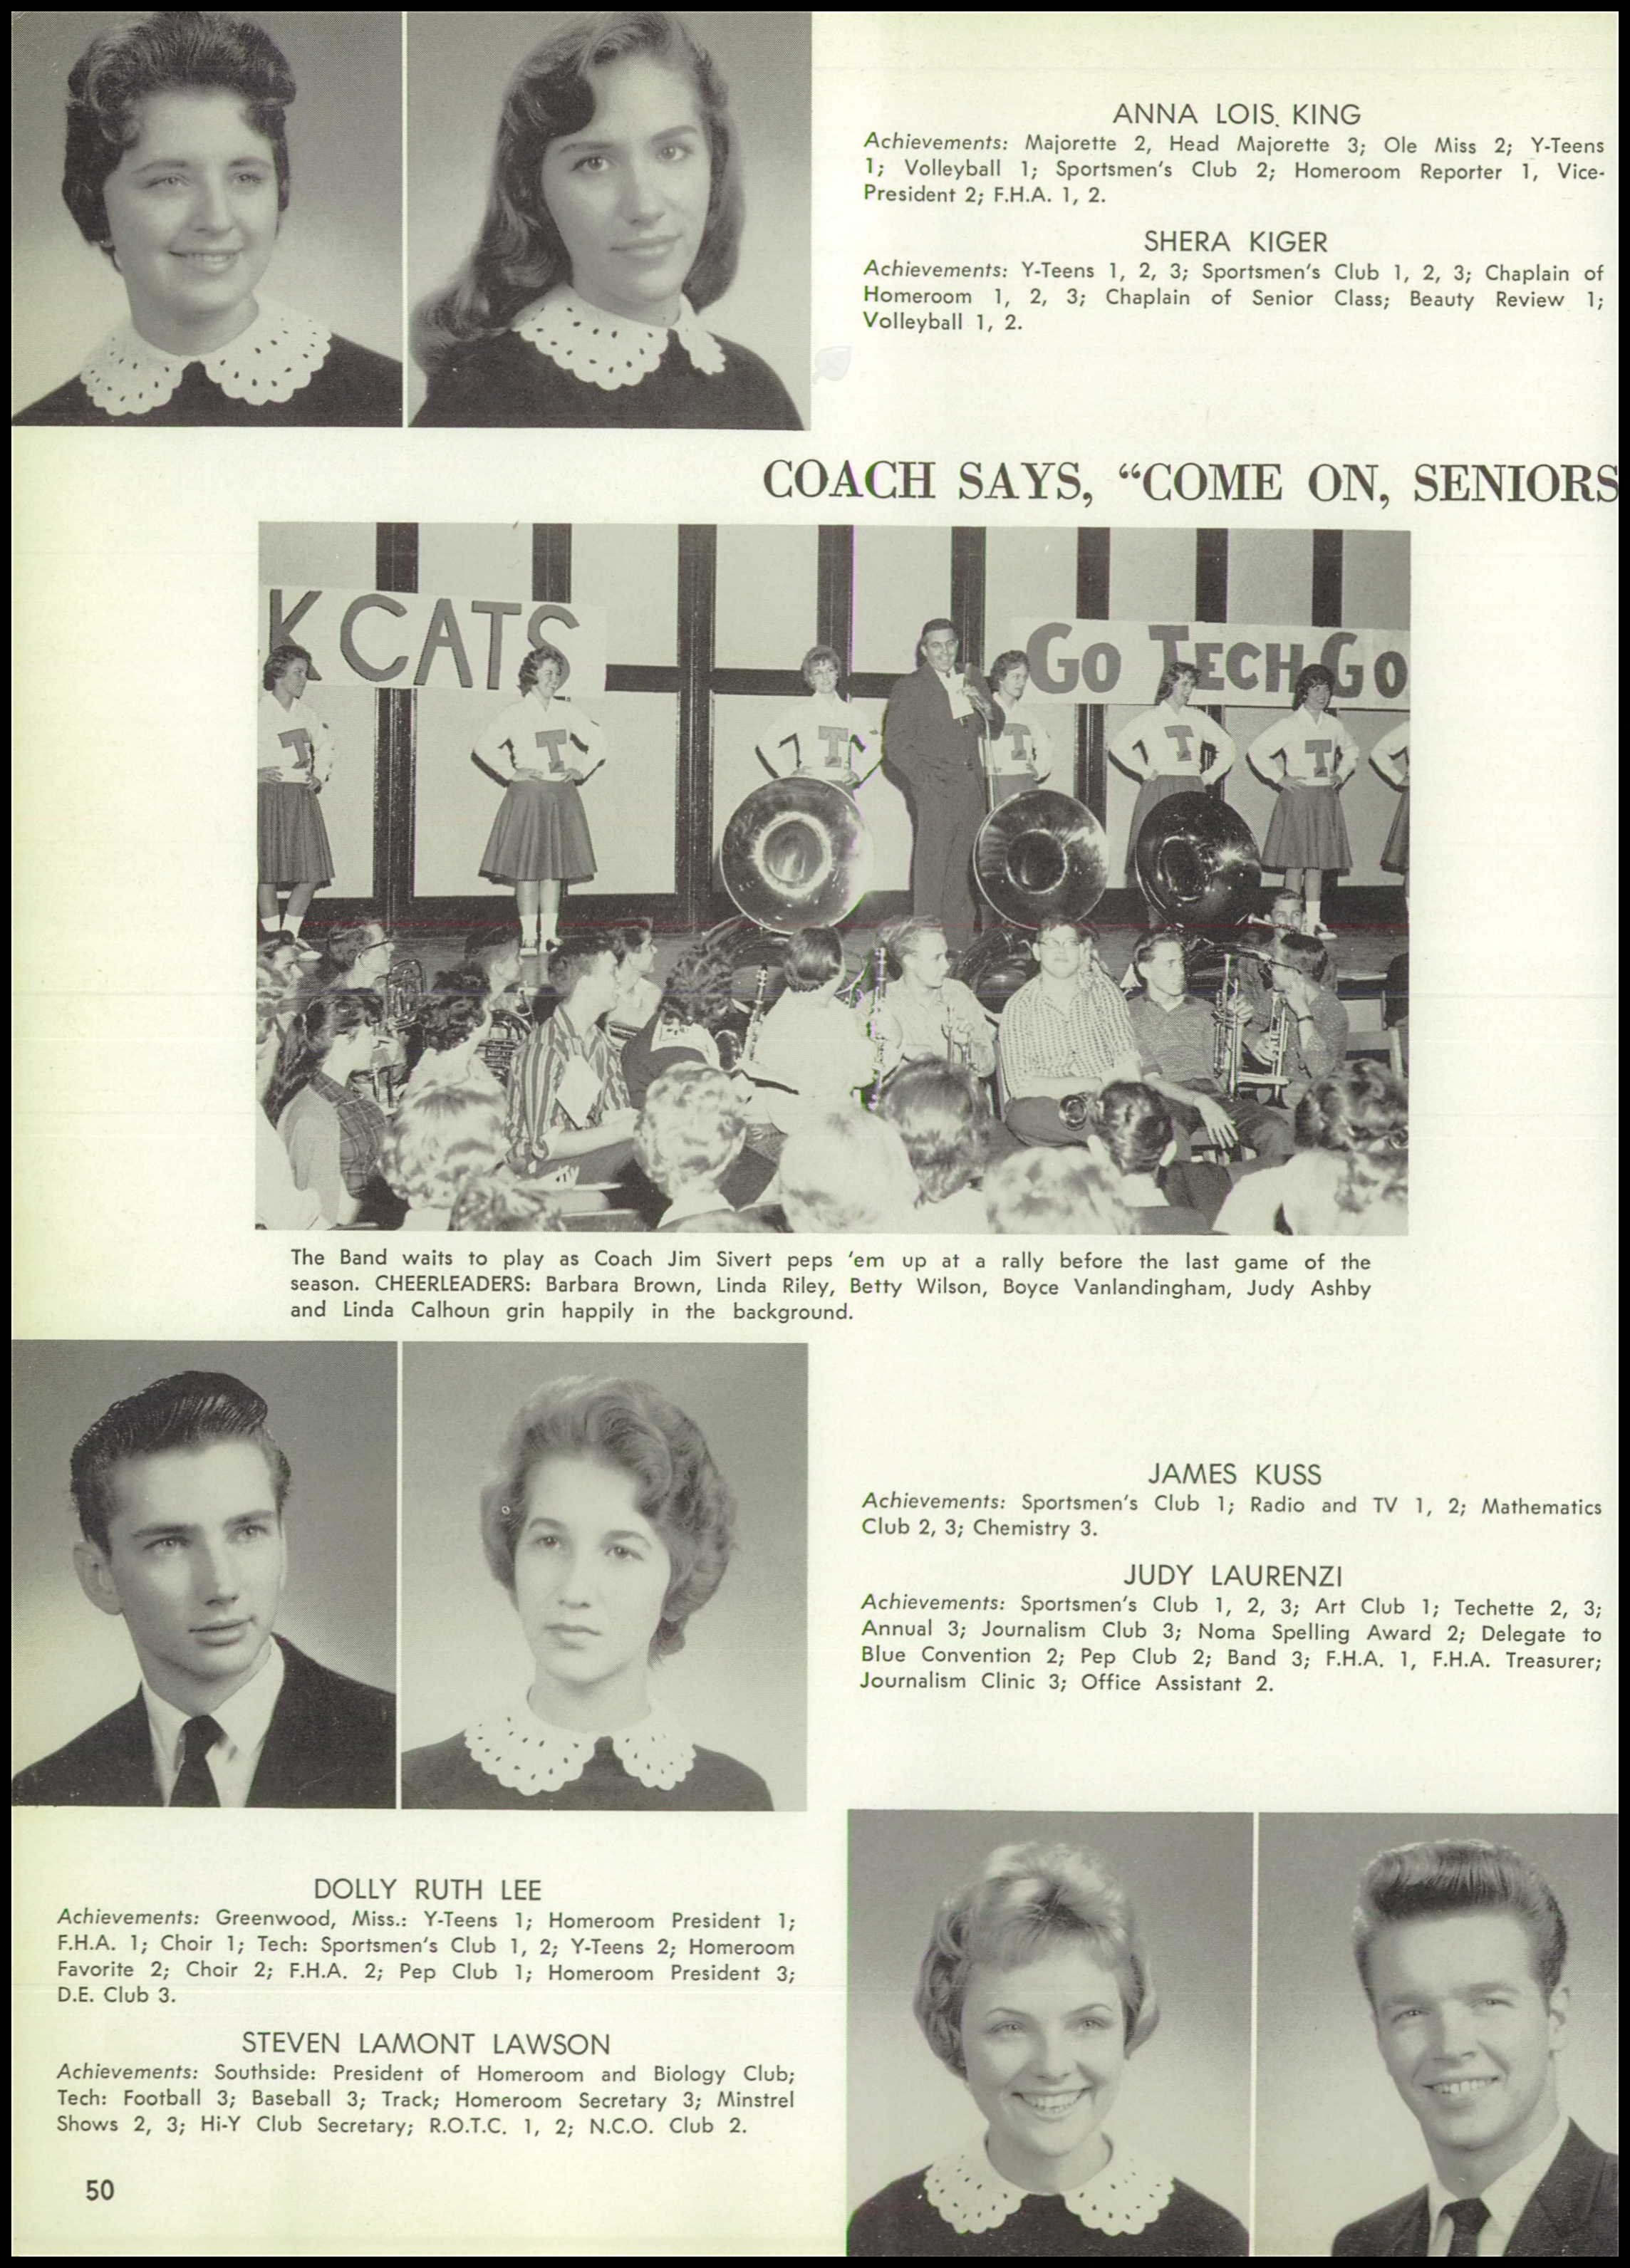 ANNA LOIS KING
Achievements: Majorette 2, Head Majorette 3; Ole Miss 2; Y-Teens
1; Volleyball 1; Sportsmen's Club 2; Homeroom Reporter 1, Vice-
President 2; F.H.A. 1, 2.
SHERA KIGER
Achievements: Y-Teens 1, 2, 3; Sportsmen's Club 1, 2, 3; Chaplain of
Homeroom 1, 2, 3; Chaplain of Senior Class; Beauty Review 1;
Volleyball 1, 2.
COACH SAYS, “COME ON, SENIORS
K CATS
GO TECH GO
T
T
T
T
T
T
The Band waits to play as Coach Jim Sivert peps 'em up at a rally before the last game of the
season. CHEERLEADERS: Barbara Brown, Linda Riley, Betty Wilson, Boyce Vanlandingham, Judy Ashby
and Linda Calhoun grin happily in the background.
JAMES KUSS
Achievements: Sportsmen's Club 1; Radio and TV 1, 2; Mathematics
Club 2, 3; Chemistry 3.
JUDY LAURENZI
Achievements: Sportsmen's Club 1, 2, 3; Art Club 1; Techette 2, 3;
Annual 3; Journalism Club 3; Noma Spelling Award 2; Delegate to
Blue Convention 2; Pep Club 2; Band 3; F.H.A. 1, F.H.A. Treasurer;
Journalism Clinic 3; Office Assistant 2.
DOLLY RUTH LEE
Achievements: Greenwood, Miss.: Y-Teens 1; Homeroom President 1;
F.H.A. 1; Choir 1; Tech: Sportsmen's Club 1, 2; Y-Teens 2; Homeroom
Favorite 2; Choir 2; F.H.A. 2; Pep Club 1; Homeroom President 3;
D.E. Club 3.
STEVEN LAMONT LAWSON
Achievements: Southside: President of Homeroom and Biology Club;
Tech: Football 3; Baseball 3; Track; Homeroom Secretary 3; Minstrel
Shows 2, 3; Hi-Y Club Secretary; R.O.T.C. 1, 2; N.C.O. Club 2.
50